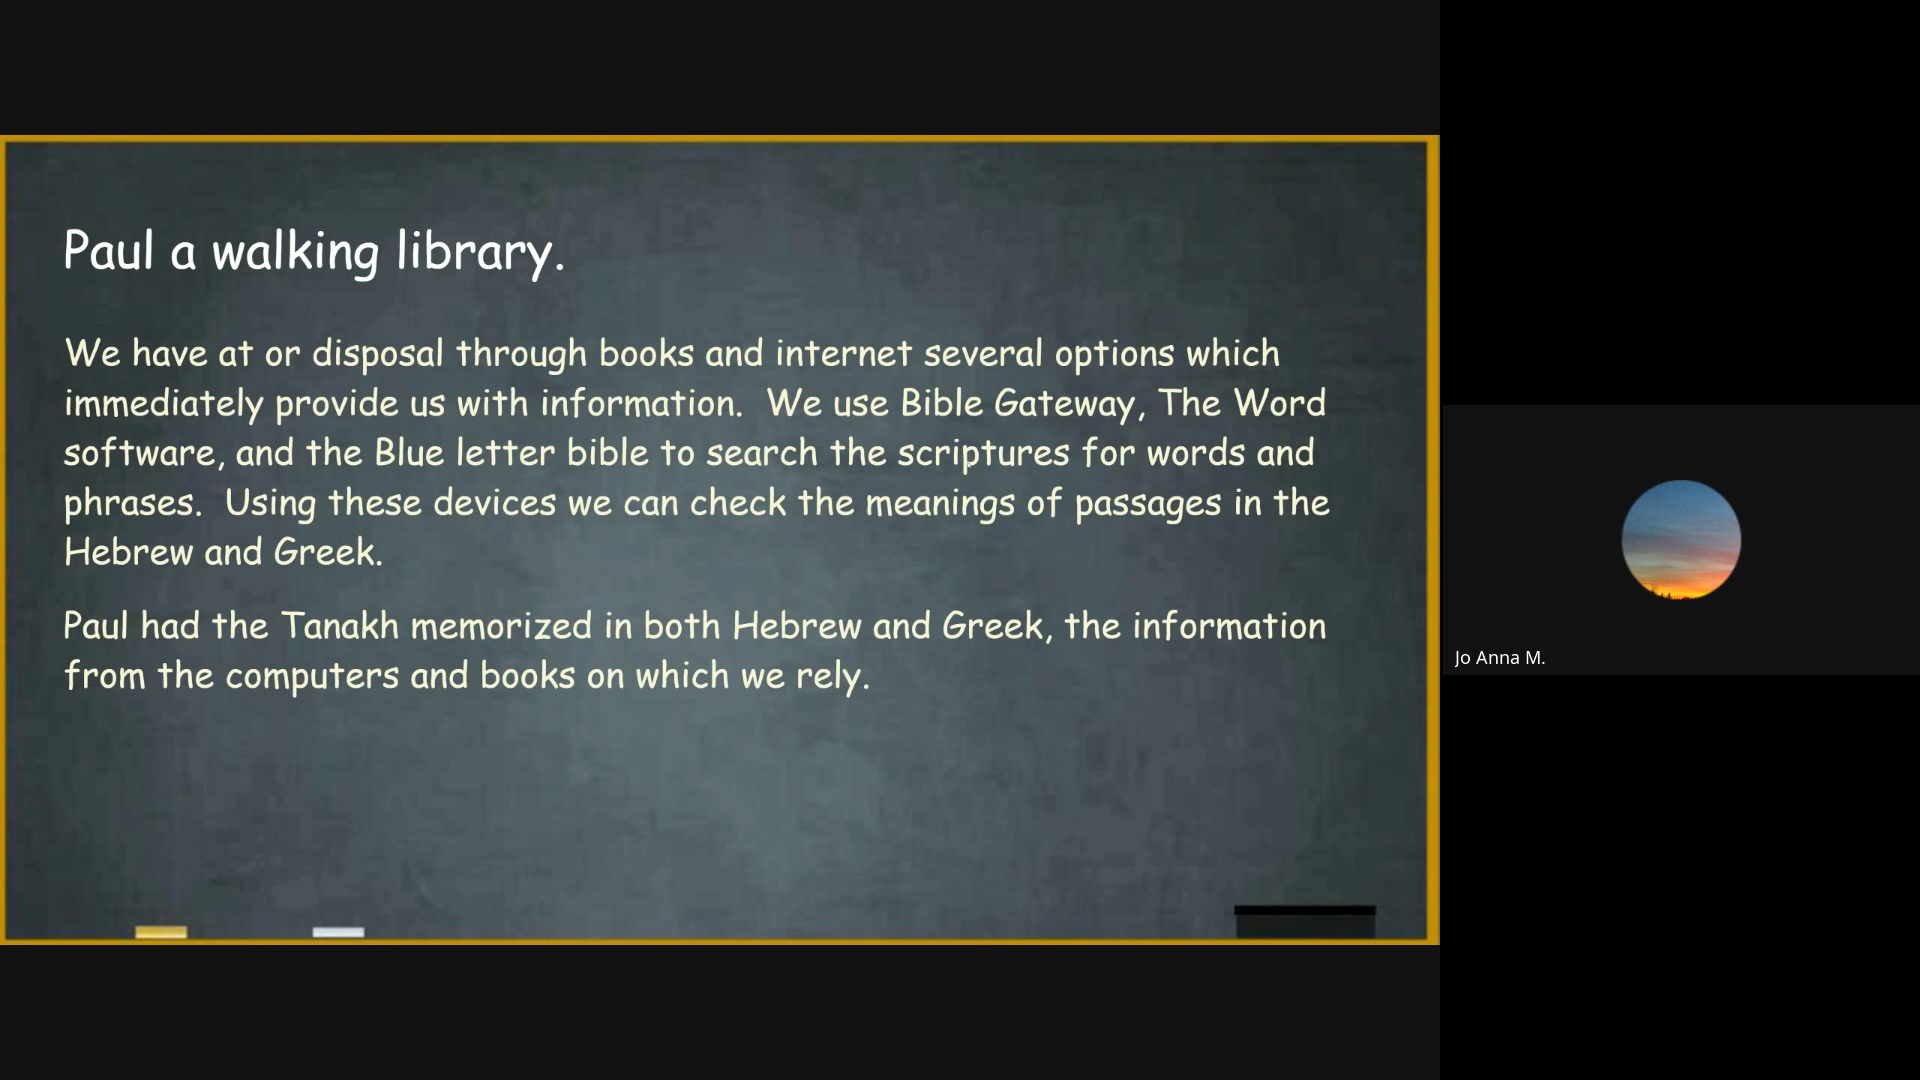 Paul a walking library.
We have at or disposal through books and internet several options which
immediately provide us with information.  We use Bible Gateway, The Word
software, and the Blue letter bible to search the scriptures for words and
phrases.  Using these devices we can check the meanings of passages in the
Hebrew and Greek.
Paul had the Tanakh memorized in both Hebrew and Greek, the information
from the computers and books on which we rely.
Jo Anna M.